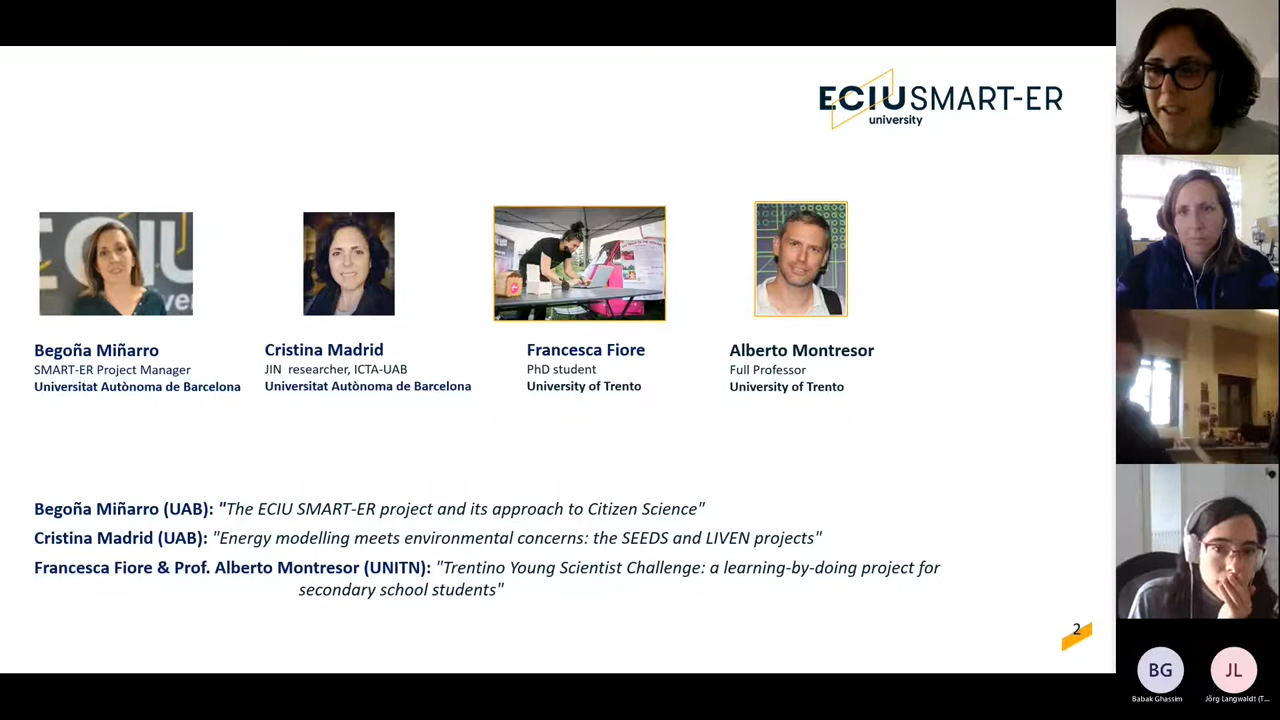 ECIU SMART-ER
university
ECIU
Begoña Miñarro
SMART-ER Project Manager
Universitat Autònoma de Barcelona
Cristina Madrid
JIN researcher, ICTA-UAB
Universitat Autònoma de Barcelona
Francesca Fiore
PhD student
University of Trento
Alberto Montresor
Full Professor
University of Trento
Begoña Miñarro (UAB): "The ECIU SMART-ER project and its approach to Citizen Science"
Cristina Madrid (UAB): "Energy modelling meets environmental concerns: the SEEDS and LIVEN projects"
Francesca Fiore & Prof. Alberto Montresor (UNITN): "Trentino Young Scientist Challenge: a learning-by-doing project for
secondary school students"
2
BG
JL
Babak Ghassim
Jörg Langwaldt (T...